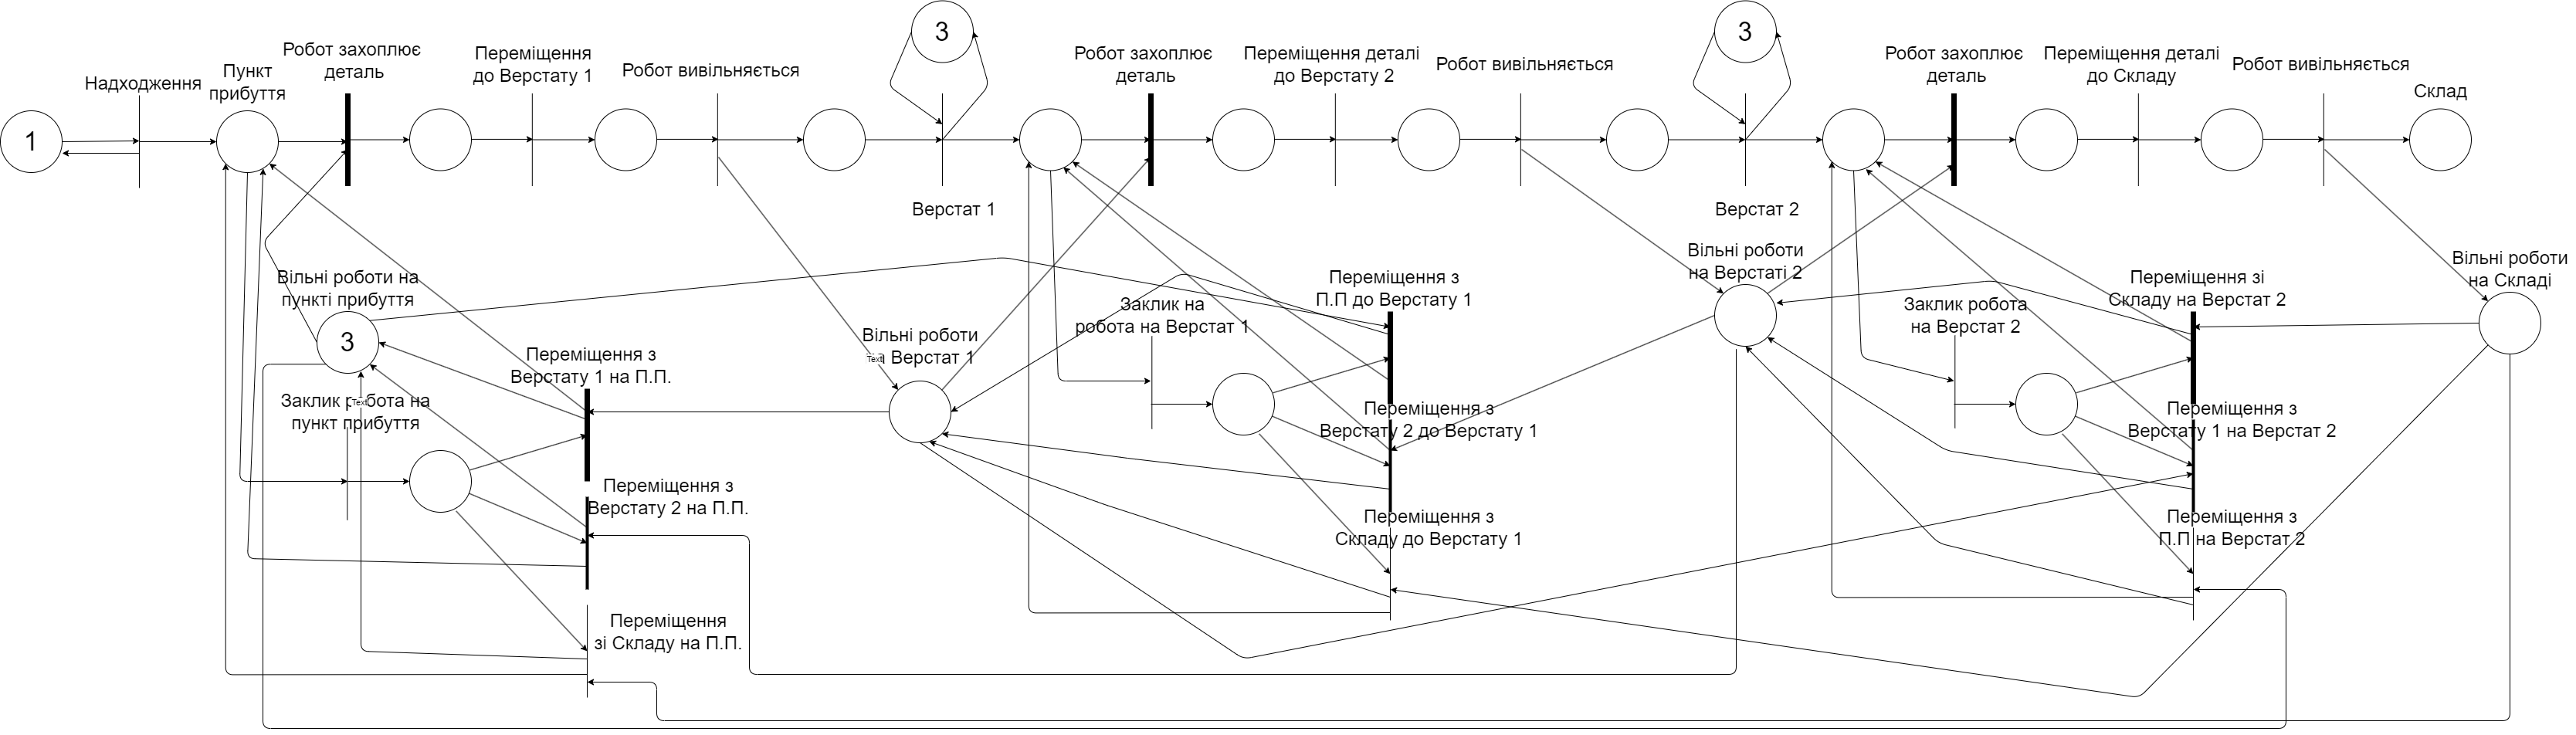 3
3
Робот захоплює
деталь
Переміщення
до Верстату 1
Робот вивільняється
Робот захоплює
деталь
Переміщення деталі
до Верстату 2
Робот вивільняється
Робот захоплює
деталь
Переміщення деталі
до Складу
Робот вивільняється
Надходження
Пункт
прибуття
Склад
1
Верстат 1
Верстат 2
Вільні роботи на
пункті прибуття
3
Вільні роботи
на Верстат 1
Text
Заклик на
робота на Верстат 1
Переміщення з
П.П до Верстату 1
Вільні роботи
на Верстаті 2
Заклик робота
на Верстат 2
Переміщення зі
Складу на Верстат 2
Вільні роботи
на Складі
Переміщення з
Верстату 1 на П.П.
Заклик робота на
пункт прибуття
Text
Переміщення з
Верстату 2 до Верстату 1
Переміщення з
Верстату 1 на Верстат 2
Переміщення з
Верстату 2 на П.П.
Переміщення з
Складу до Верстату 1
Переміщення з
П.П на Верстат 2
Переміщення
зі Складу на П.П.